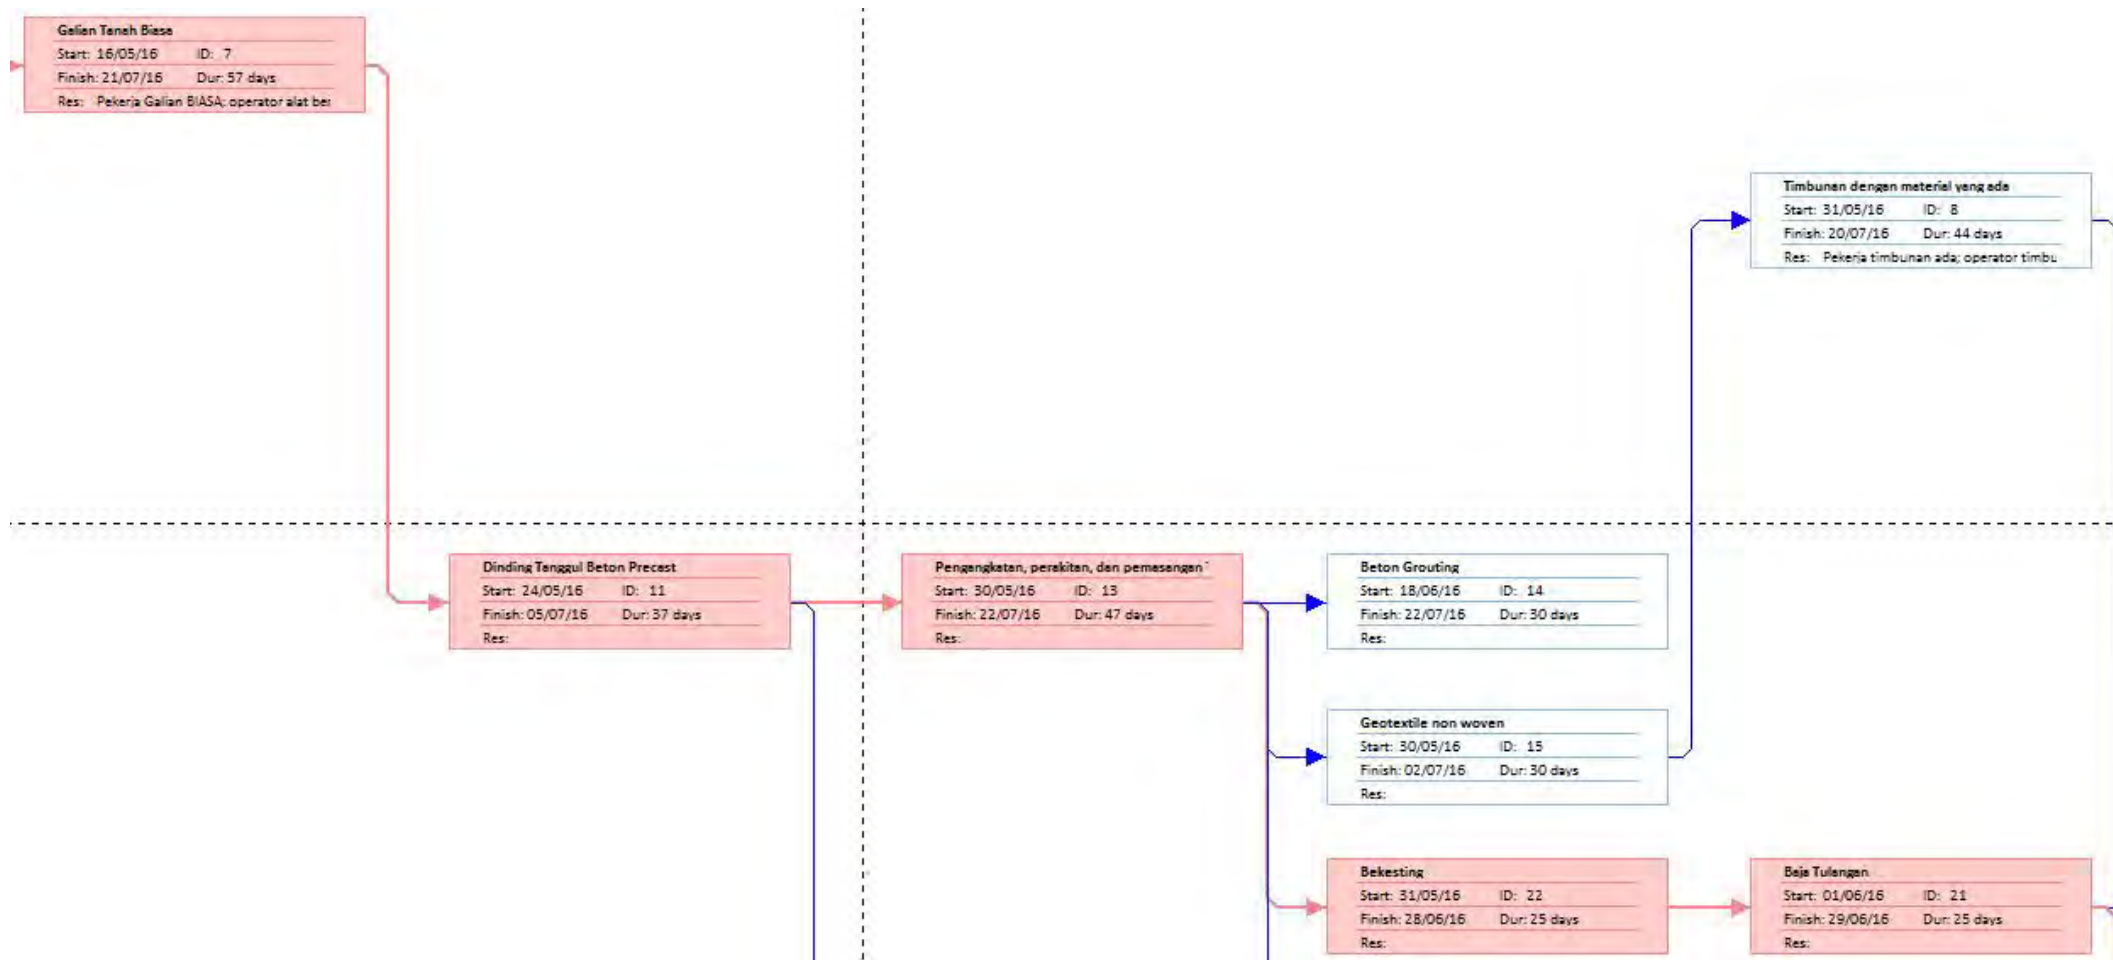 Galian Tanah Biasa
Start: 16/05/16 ID: 7
Finish: 21/07/16 Dur: 57 days
Res: Pekerja Galian BIASA; operator alat ber
Timbunan dengan material yang ada
Start: 31/05/16 ID: 8
Finish: 20/07/16 Dur: 44 days
Res: Pekerja timbunan ada; operator timbu
Dinding Tanggul Beton Precast
Start: 24/05/16 ID: 11
Finish: 05/07/16 Dur: 37 days
Res:
Pengangkatan, perakitan, dan pemasangan
Start: 30/05/16 ID: 13
Finish: 22/07/16 Dur: 47 days
Res:
Beton Grouting
Start: 18/06/16 ID: 14
Finish: 22/07/16 Dur: 30 days
Res:
Geotextile non woven
Start: 30/05/16 ID: 15
Finish: 02/07/16 Dur: 30 days
Res:
Bekesting
Start: 31/05/16 ID: 22
Finish: 28/06/16 Dur: 25 days
Res:
Baja Tulangan
Start: 01/06/16 ID: 21
Finish: 29/06/16 Dur: 25 days
Res: